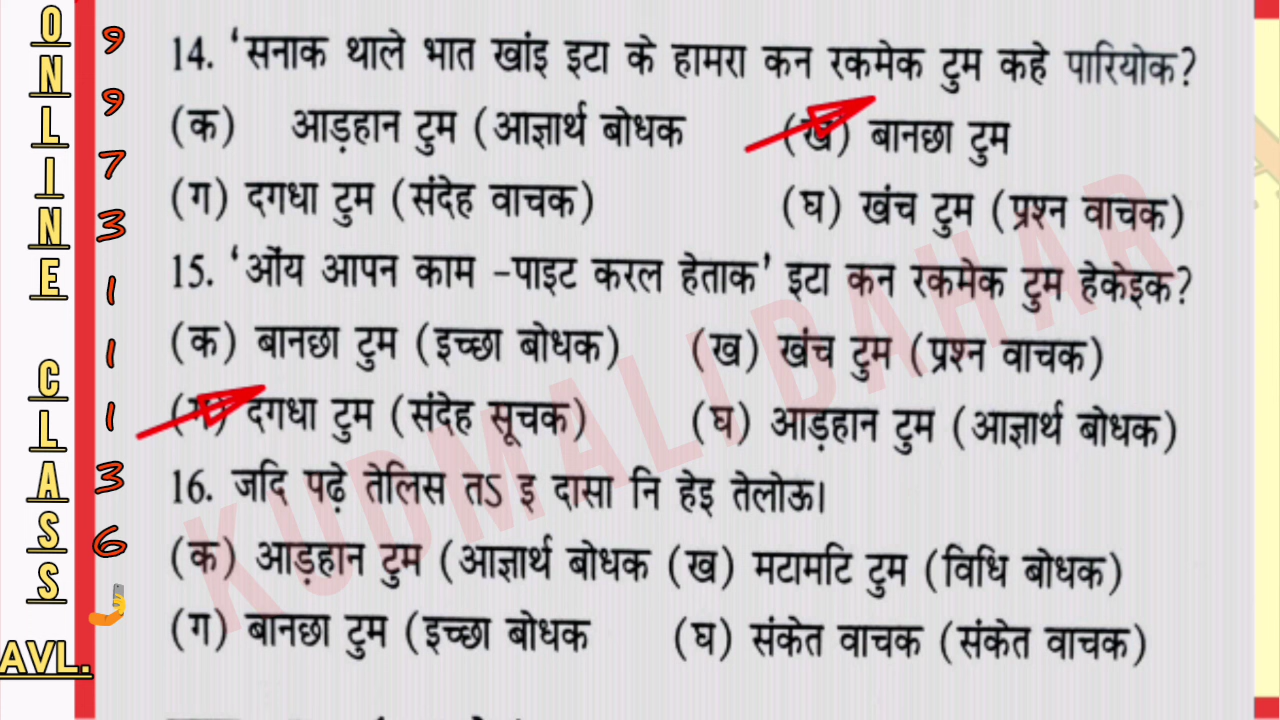 ONLINE CLASS AVL.
997311136
14. ‘सनाक थाले भात खांइ इटा के हामरा कन रकमेक टुम कहे पारियोक?
(क) आड़हान टुम (आज्ञार्थ बोधक (ख) बानछा टुम
(ग) दगधा टुम (संदेह वाचक) (घ) खंच टुम (प्रश्न वाचक)
15. ‘ओंय आपन काम -पाइट करल हेताक’ इटा कन रकमेक टुम हेकेइक?
(क) बानछा टुम (इच्छा बोधक) (ख) खंच टुम (प्रश्न वाचक)
(ग) दगधा टुम (संदेह सूचक) (घ) आड़हान टुम (आज्ञार्थ बोधक)
16. जदि पढ़े तेलिस तऽ इ दासा नि हेइ तेलोऊ।
(क) आड़हान टुम (आज्ञार्थ बोधक (ख) मटामटि टुम (विधि बोधक)
(ग) बानछा टुम (इच्छा बोधक (घ) संकेत वाचक (संकेत वाचक)
KUDMALI BAHAR